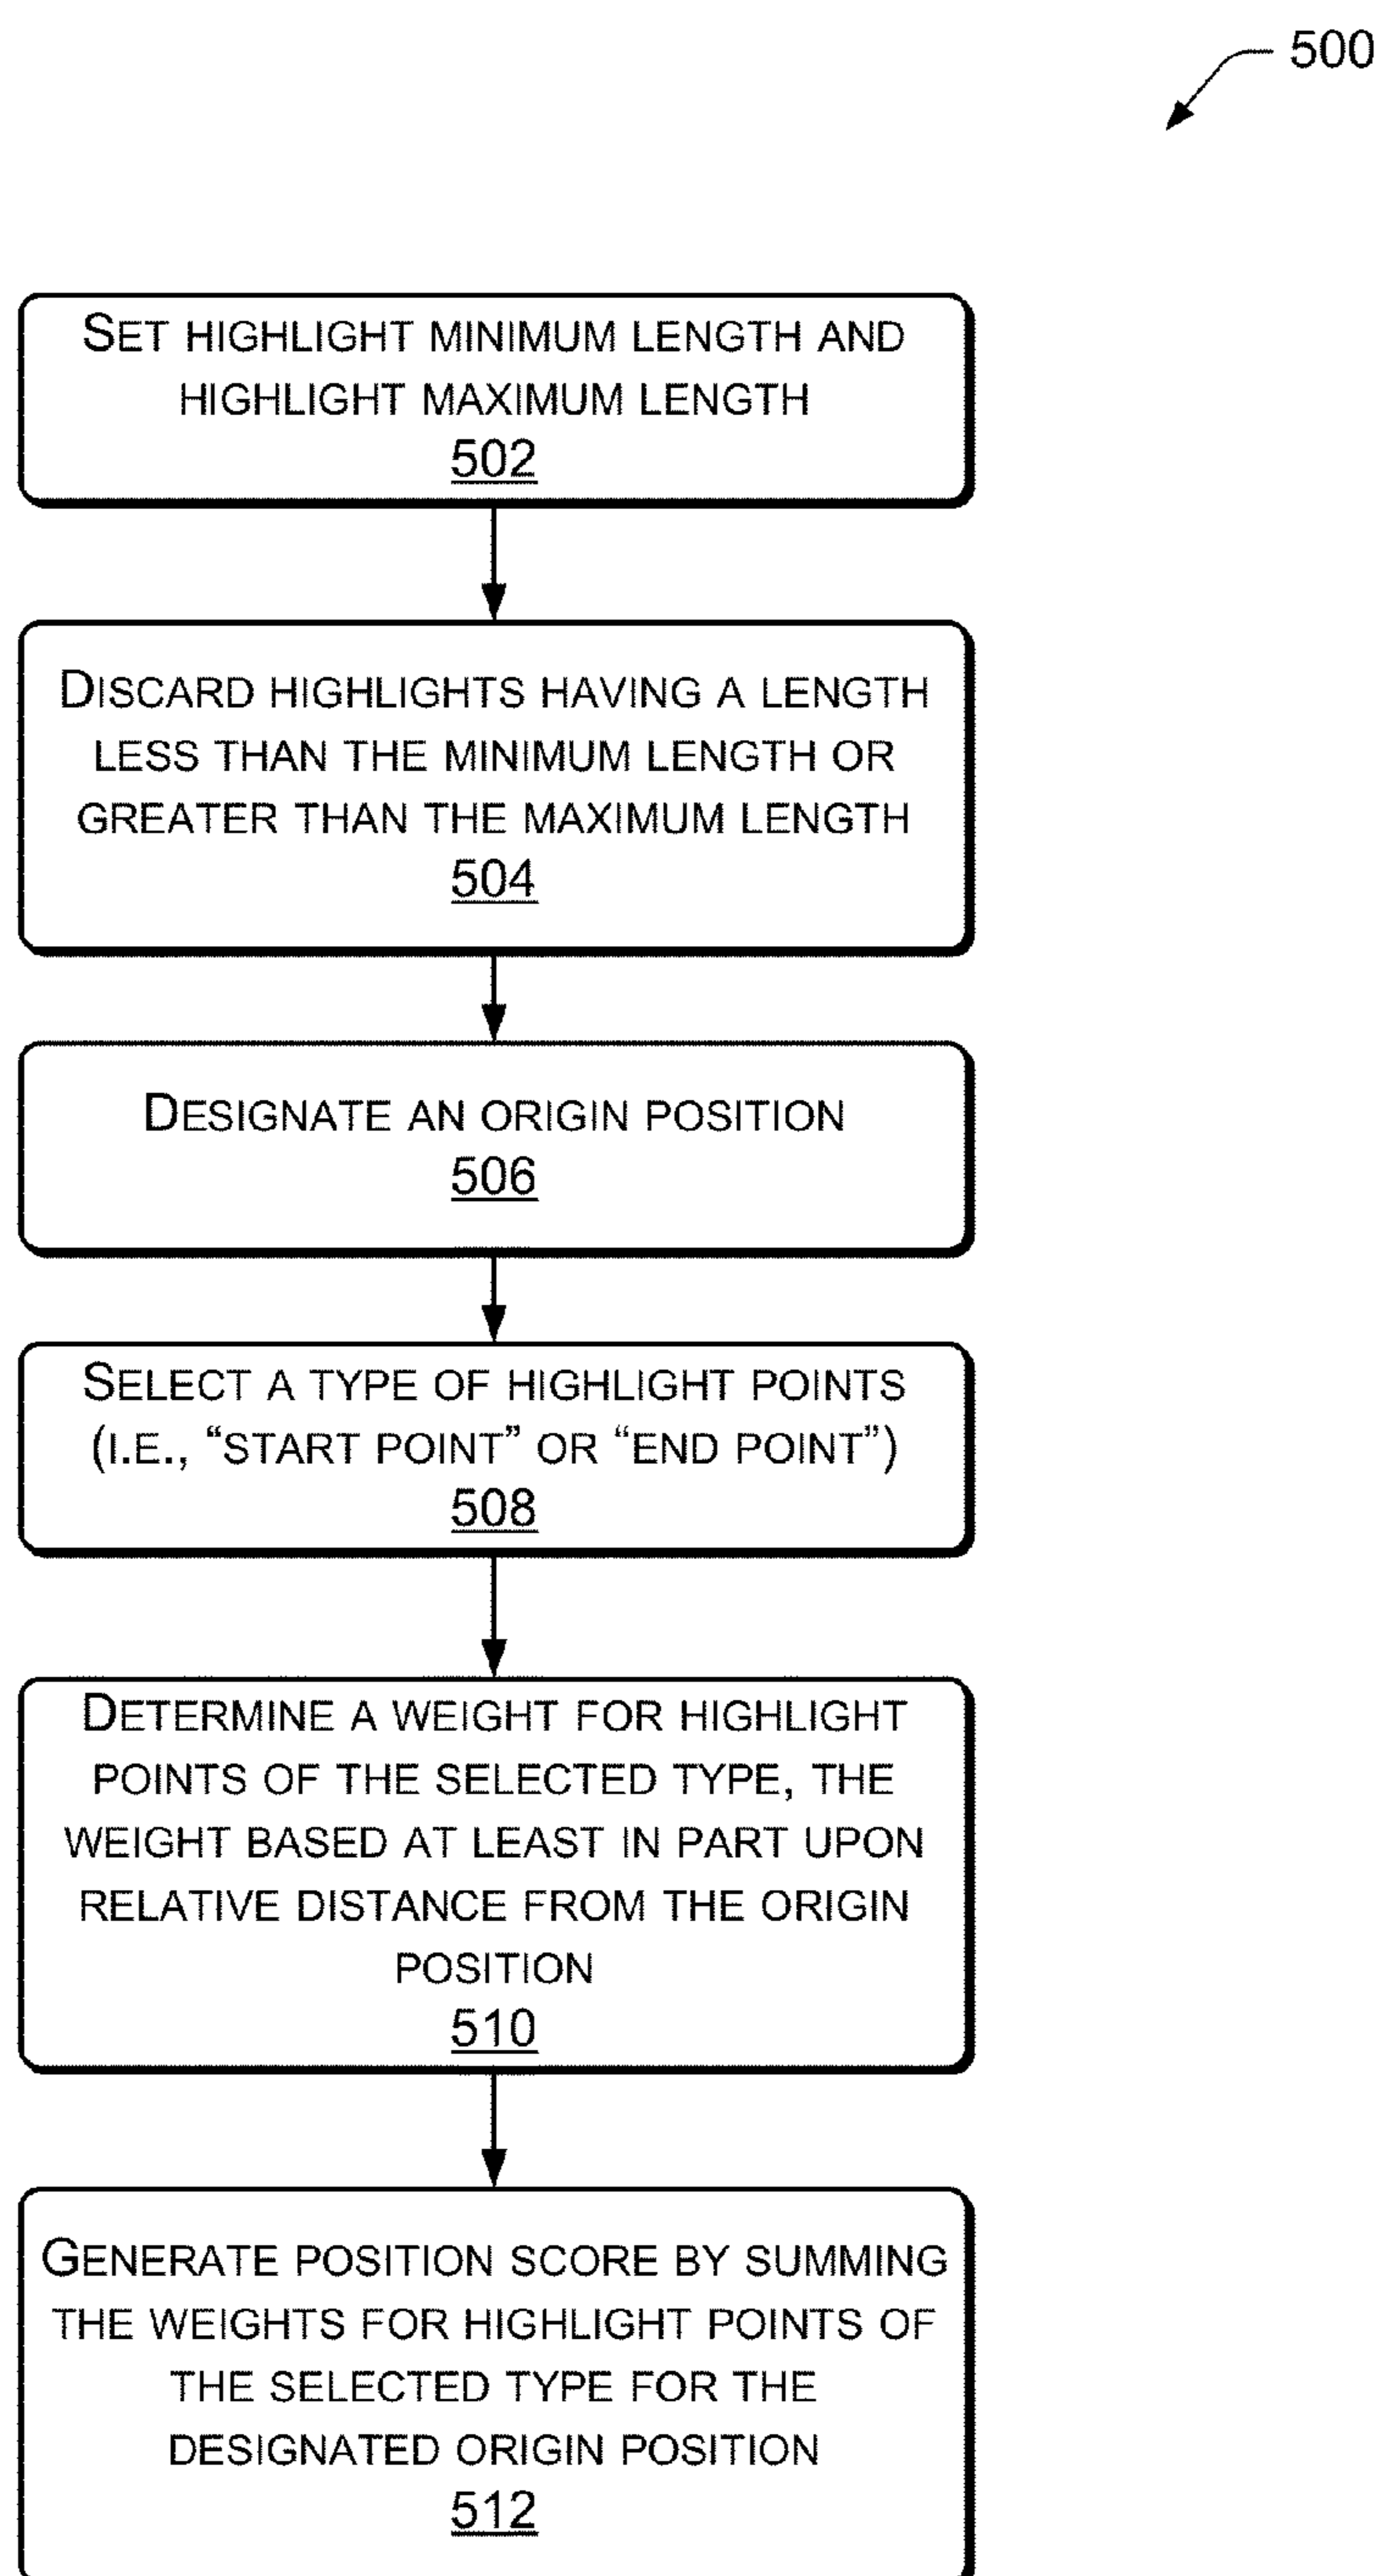 500
SET HIGHLIGHT MINIMUM LENGTH AND
HIGHLIGHT MAXIMUM LENGTH
502
DISCARD HIGHLIGHTS HAVING A LENGTH
LESS THAN THE MINIMUM LENGTH OR
GREATER THAN THE MAXIMUM LENGTH
504
DESIGNATE AN ORIGIN POSITION
506
SELECT A TYPE OF HIGHLIGHT POINTS
(I.E., “START POINT” OR “END POINT”)
508
DETERMINE A WEIGHT FOR HIGHLIGHT
POINTS OF THE SELECTED TYPE, THE
WEIGHT BASED AT LEAST IN PART UPON
RELATIVE DISTANCE FROM THE ORIGIN
POSITION
510
GENERATE POSITION SCORE BY SUMMING
THE WEIGHTS FOR HIGHLIGHT POINTS OF
THE SELECTED TYPE FOR THE
DESIGNATED ORIGIN POSITION
512